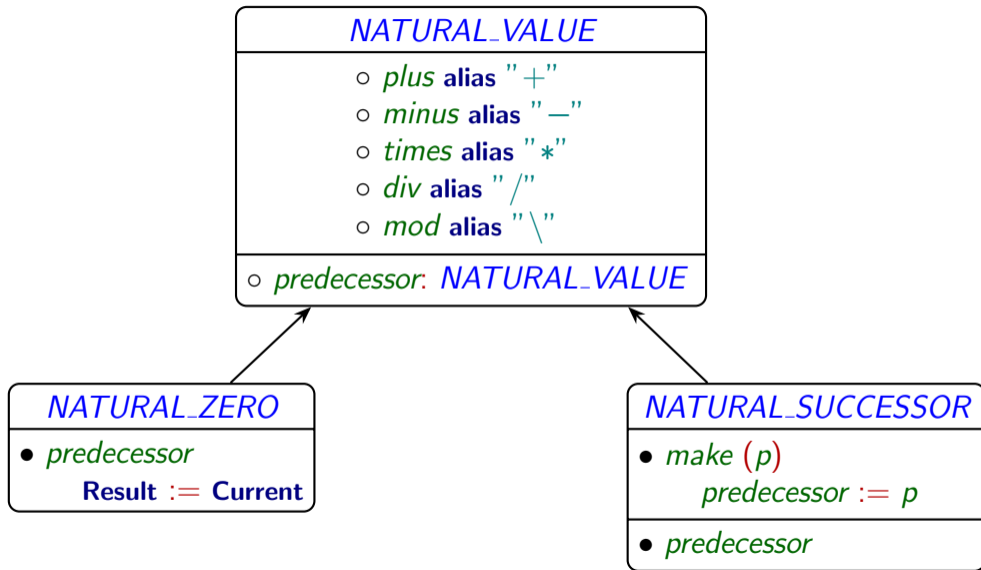 NATURAL_VALUE
○ plus alias "+"
○ minus alias "−"
○ times alias "*"
○ div alias "/"
○ mod alias "\"
○ predecessor: NATURAL_VALUE
NATURAL_ZERO
● predecessor
Result := Current
NATURAL_SUCCESSOR
● make (p)
predecessor := p
● predecessor